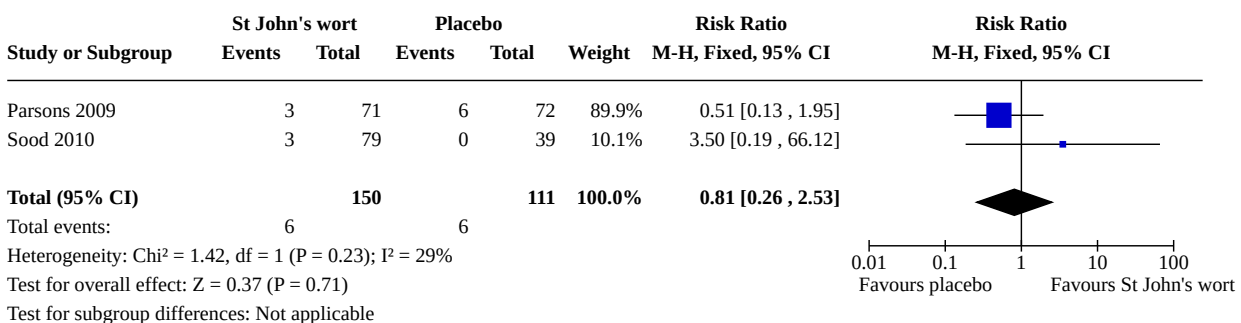 St John's wort Placebo Risk Ratio Risk Ratio
Study or Subgroup Events Total Events Total Weight M-H, Fixed, 95% CI M-H, Fixed, 95% CI
Parsons 2009 3 71 6 72 89.9% 0.51 [0.13 , 1.95]
Sood 2010 3 79 0 39 10.1% 3.50 [0.19 , 66.12]
Total (95% CI) 150 111 100.0% 0.81 [0.26 , 2.53]
Total events: 6 6
Heterogeneity: Chi² = 1.42, df = 1 (P = 0.23); I² = 29%
0.01 0.1 1 10 100
Test for overall effect: Z = 0.37 (P = 0.71) Favours placebo Favours St John's wort
Test for subgroup differences: Not applicable